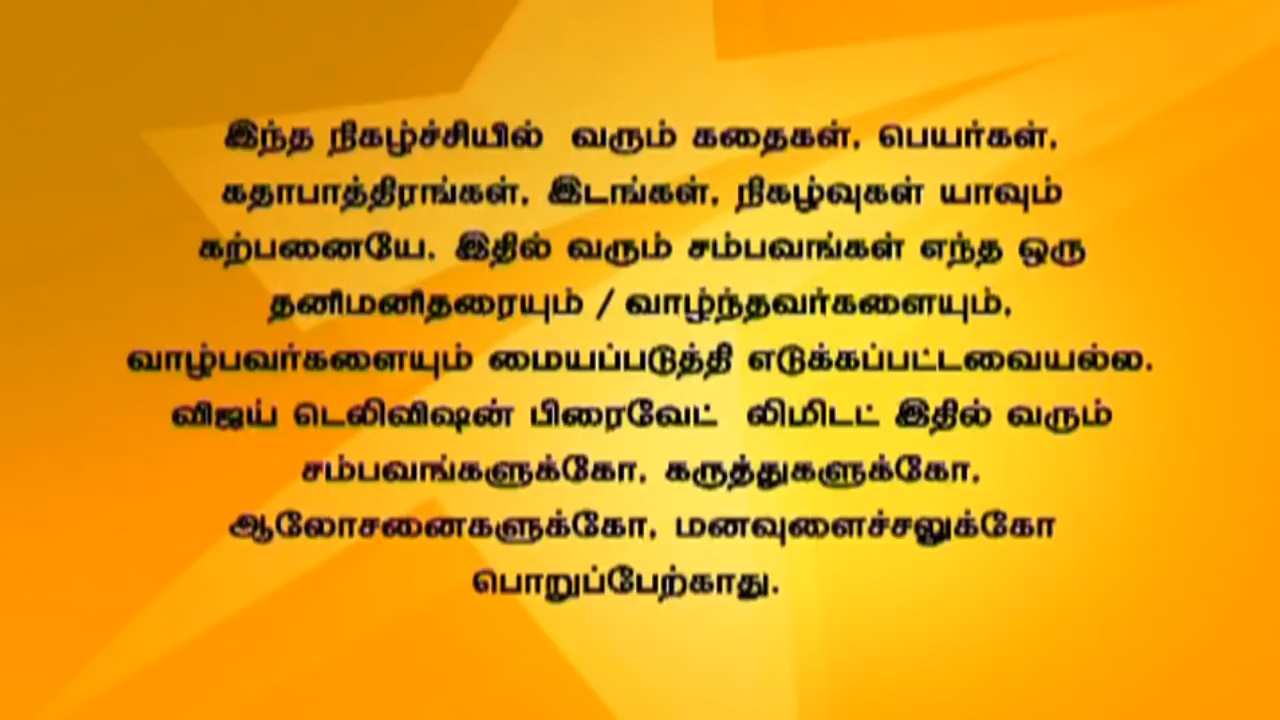 இந்த நிகழ்ச்சியில் வரும் கதைகள், பெயர்கள்,
கதாபாத்திரங்கள், இடங்கள், நிகழ்வுகள் யாவும்
கற்பனையே. இதில் வரும் சம்பவங்கள் எந்த ஒரு
தனிமனிதரையும் / வாழ்ந்தவர்களையும்,
வாழ்பவர்களையும் மையப்படுத்தி எடுக்கப்பட்டவையல்ல.
விஜய் டெலிவிஷன் பிரைவேட் லிமிடட் இதில் வரும்
சம்பவங்களுக்கோ, கருத்துகளுக்கோ,
ஆலோசனைகளுக்கோ, மனவுளைச்சலுக்கோ
பொறுப்பேற்காது.